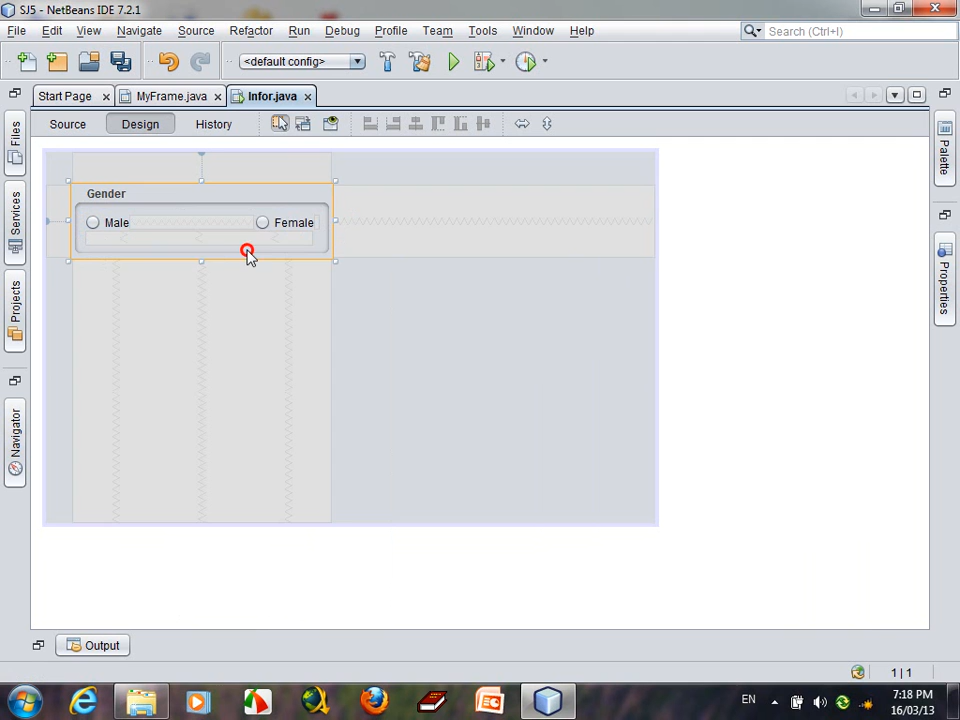 SJ5 - NetBeans IDE 7.2.1
File Edit View Navigate Source Refactor Run Debug Profile Team Tools Window Help Search (Ctrl+I)
<default config>
Start Page MyFrame.java Infor.java
Source Design History
Files
Services
Projects
Navigator
Palette
Properties
Gender
Male Female
Output
1|1
EN 7:18 PM
16/03/13